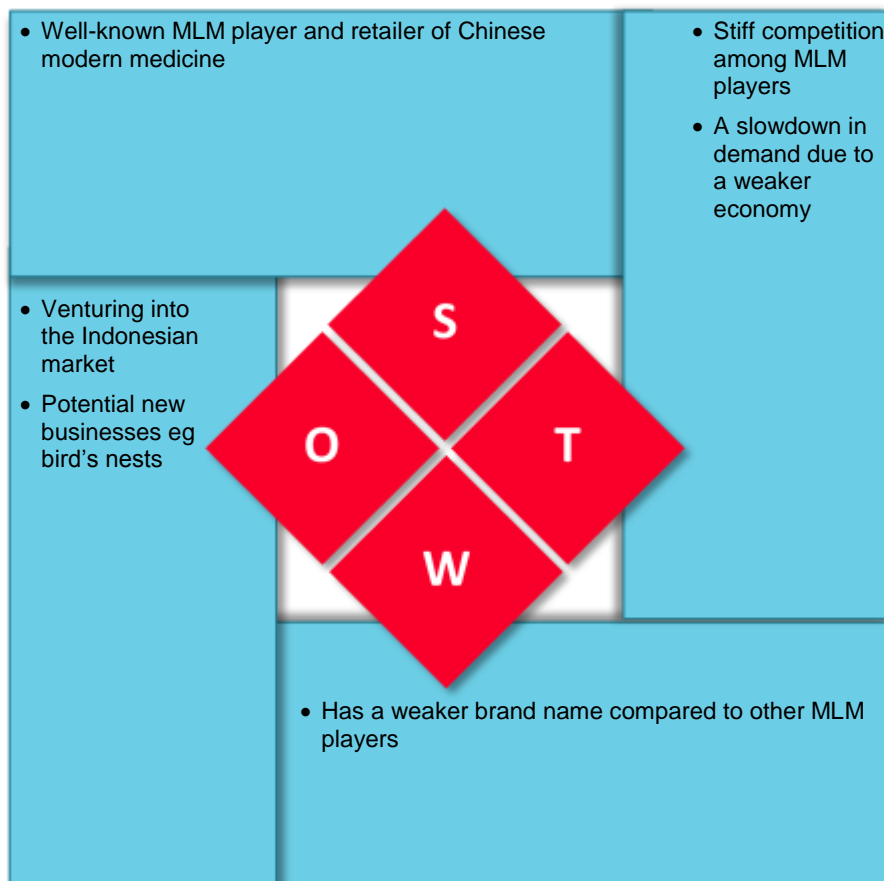 • Well-known MLM player and retailer of Chinese
modern medicine
• Stiff competition
among MLM
players
• A slowdown in
demand due to
a weaker
economy
• Venturing into
the Indonesian
market
• Potential new
businesses eg
bird's nests
S
O
T
W
• Has a weaker brand name compared to other MLM
players